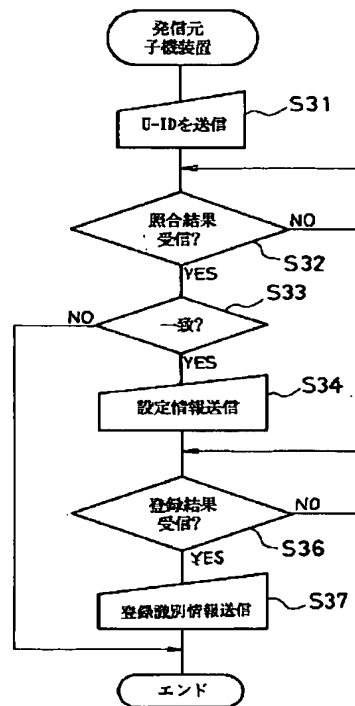 発信元
子機装置
U-IDを送信
S31
照合結果
受信?
NO
S32
YES
S33
NO
一致?
YES
S34
設定情報送信
登録結果
受信?
NO
S36
YES
S37
登録識別情報送信
エンド